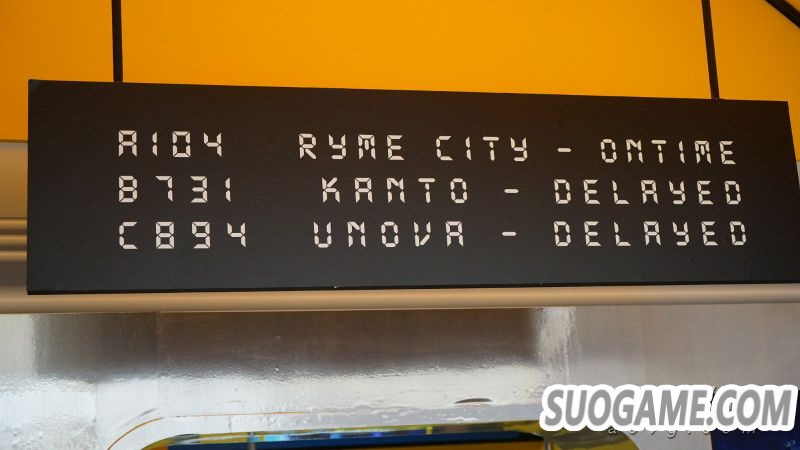 A104 RYME CITY - ONTIME
B731 KANTO - DELAYED
C894 UNOVA - DELAYED
SUOGAME.COM